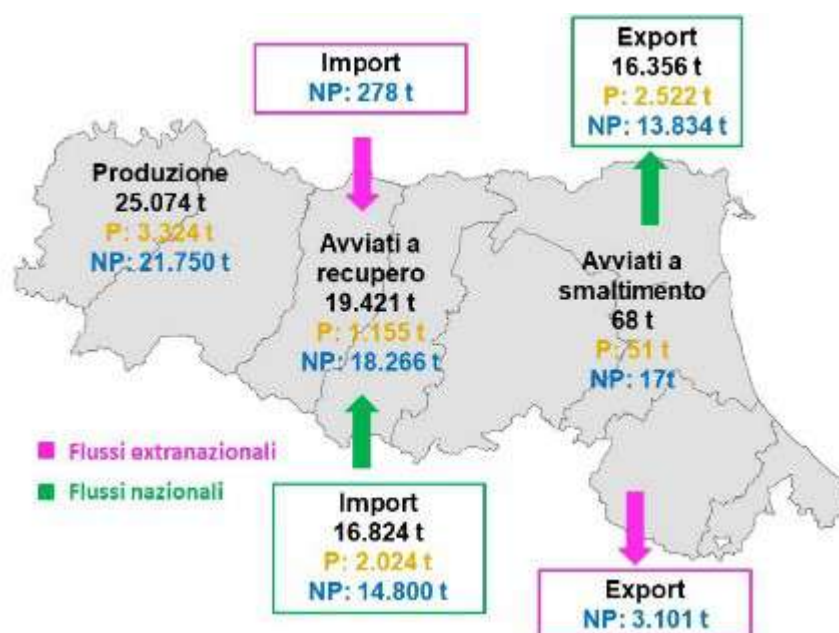 Import
NP: 278 t
Export
16.356 t
P: 2.522 t
NP: 13.834 t
Produzione
25.074 t
P: 3.324 t
NP: 21.750 t
Avviati a
recupero
19.421 t
P: 1.155 t
NP: 18.266 t
Avviati a
smaltimento
68 t
P: 51 t
NP: 17t
Flussi extranazionali
Flussi nazionali
Import
16.824 t
P: 2.024 t
NP: 14.800 t
Export
NP: 3.101 t